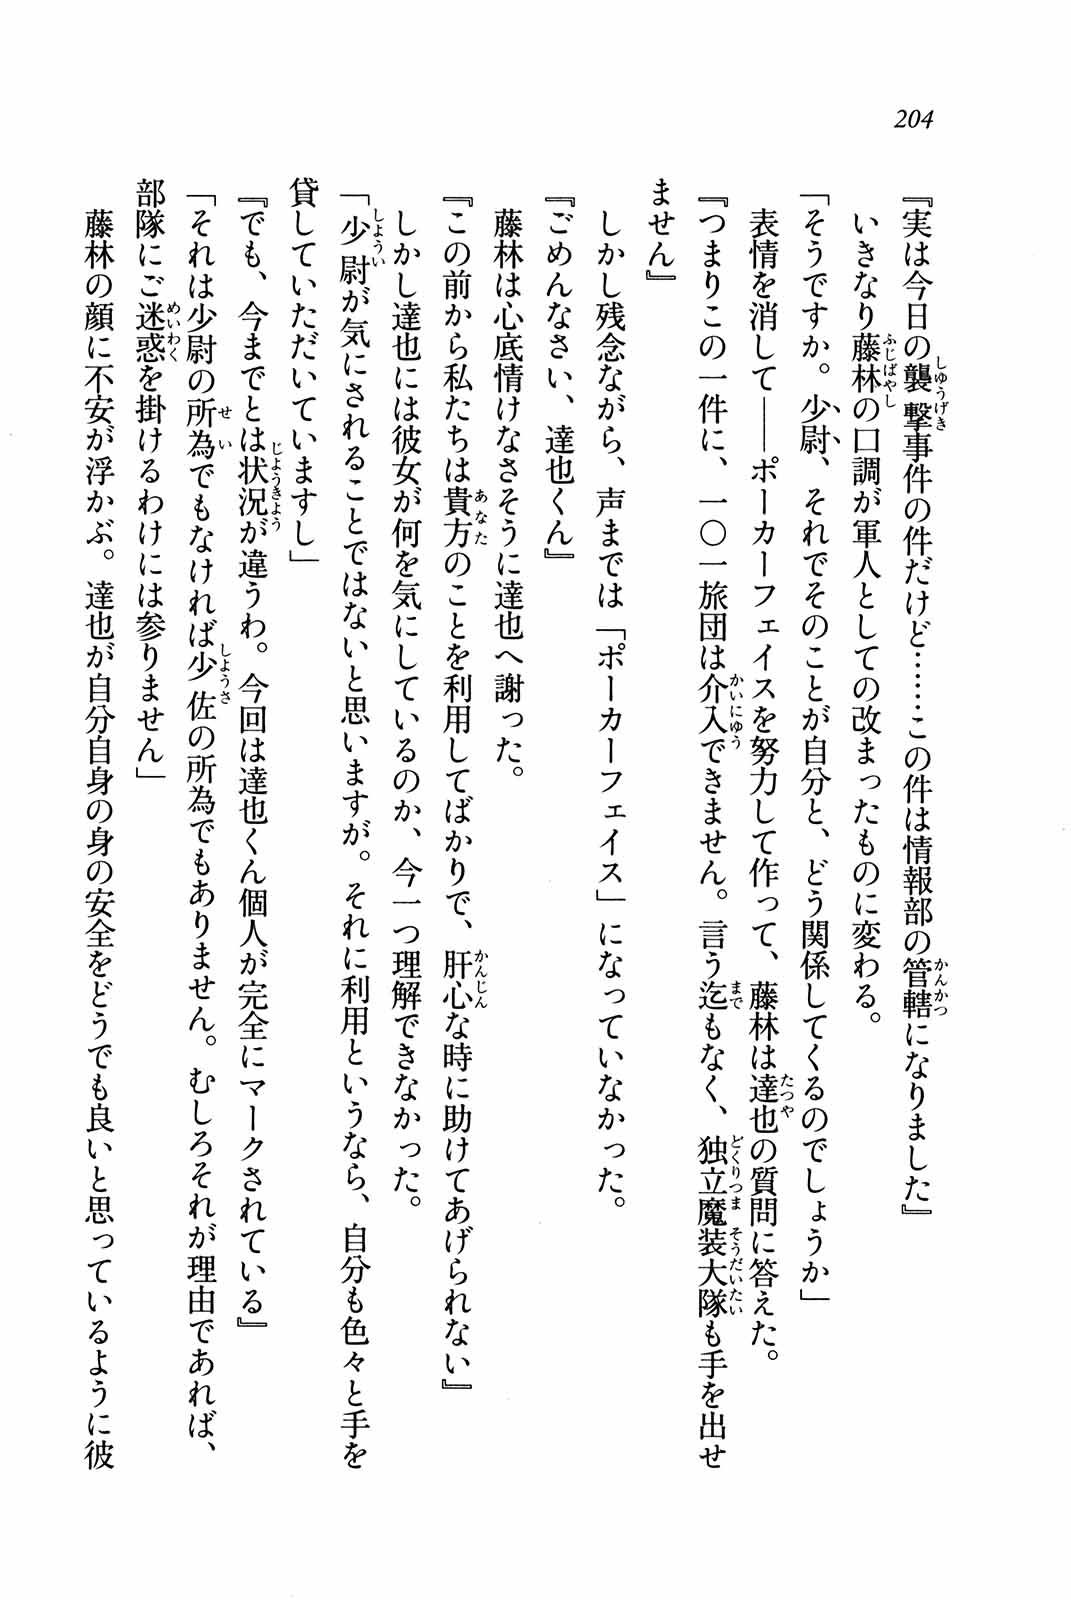 204
『実は今日の襲撃事件の件だけど……この件は情報部の管轄になりました』
いきなり藤林の口調が軍人としての改まったものに変わる。
「そうですか。少尉、それでそのことが自分と、どう関係してくるのでしょうか」
表情を消して――ポーカーフェイスを努力して作って、藤林は達也の質問に答えた。
『つまりこの一件に、一〇一旅団は介入できません。言う迄もなく、独立魔装大隊も手を出せ
ません』
しかし残念ながら、声までは「ポーカーフェイス」になっていなかった。
『ごめんなさい、達也くん』
藤林は心底情けなさそうに達也へ謝った。
『この前から私たちは貴方のことを利用してばかりで、肝心な時に助けてあげられない』
しかし達也には彼女が何を気にしているのか、今一つ理解できなかった。
「少尉が気にされることではないと思いますが。それに利用というなら、自分も色々と手を
貸していただいていますし」
『でも、今までとは状況が違うわ。今回は達也くん個人が完全にマークされている』
「それは少尉の所為でもなければ少佐の所為でもありません。むしろそれが理由であれば、
部隊にご迷惑を掛けるわけには参りません」
藤林の顔に不安が浮かぶ。達也が自分自身の身の安全をどうでも良いと思っているように彼